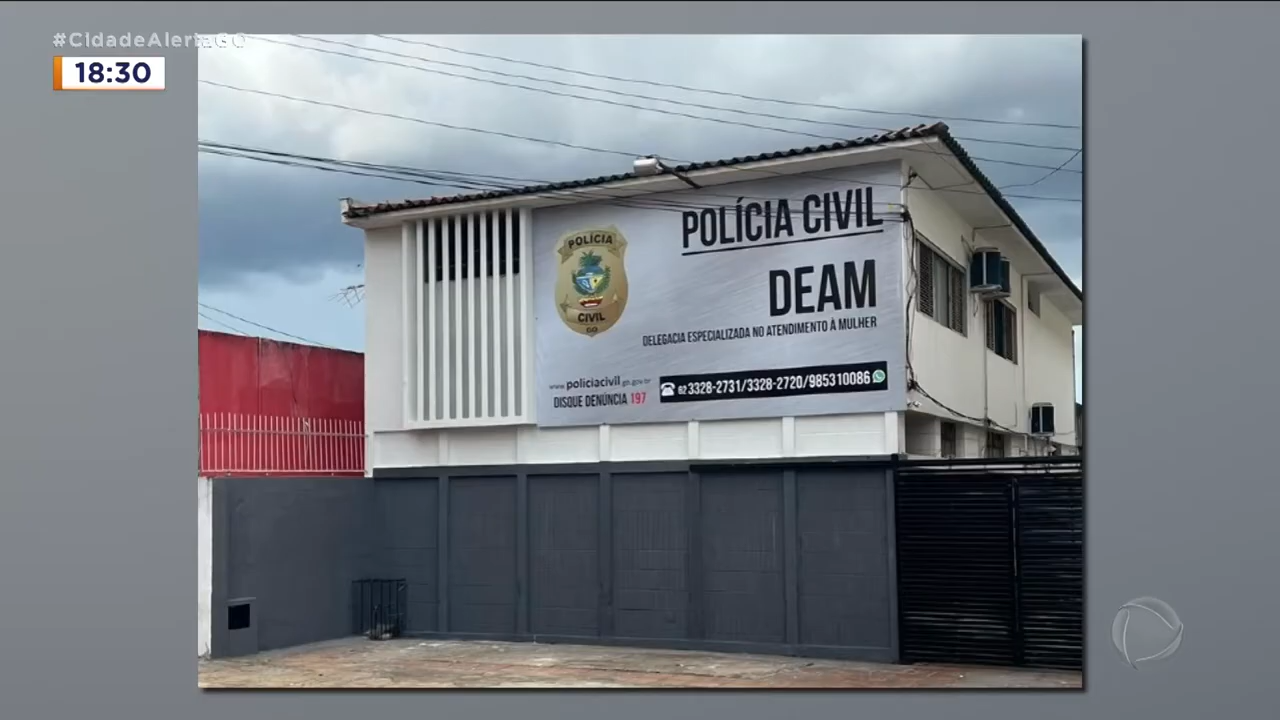 #CidadeAlertaGO
18:30
POLÍCIA CIVIL
DEAM
DELEGACIA ESPECIALIZADA NO ATENDIMENTO À MULHER
POLÍCIA
CIVIL
GO
www.policiacivil.go.gov.br
DISQUE DENÚNCIA 197
62 3328-2731/3328-2720/985310086